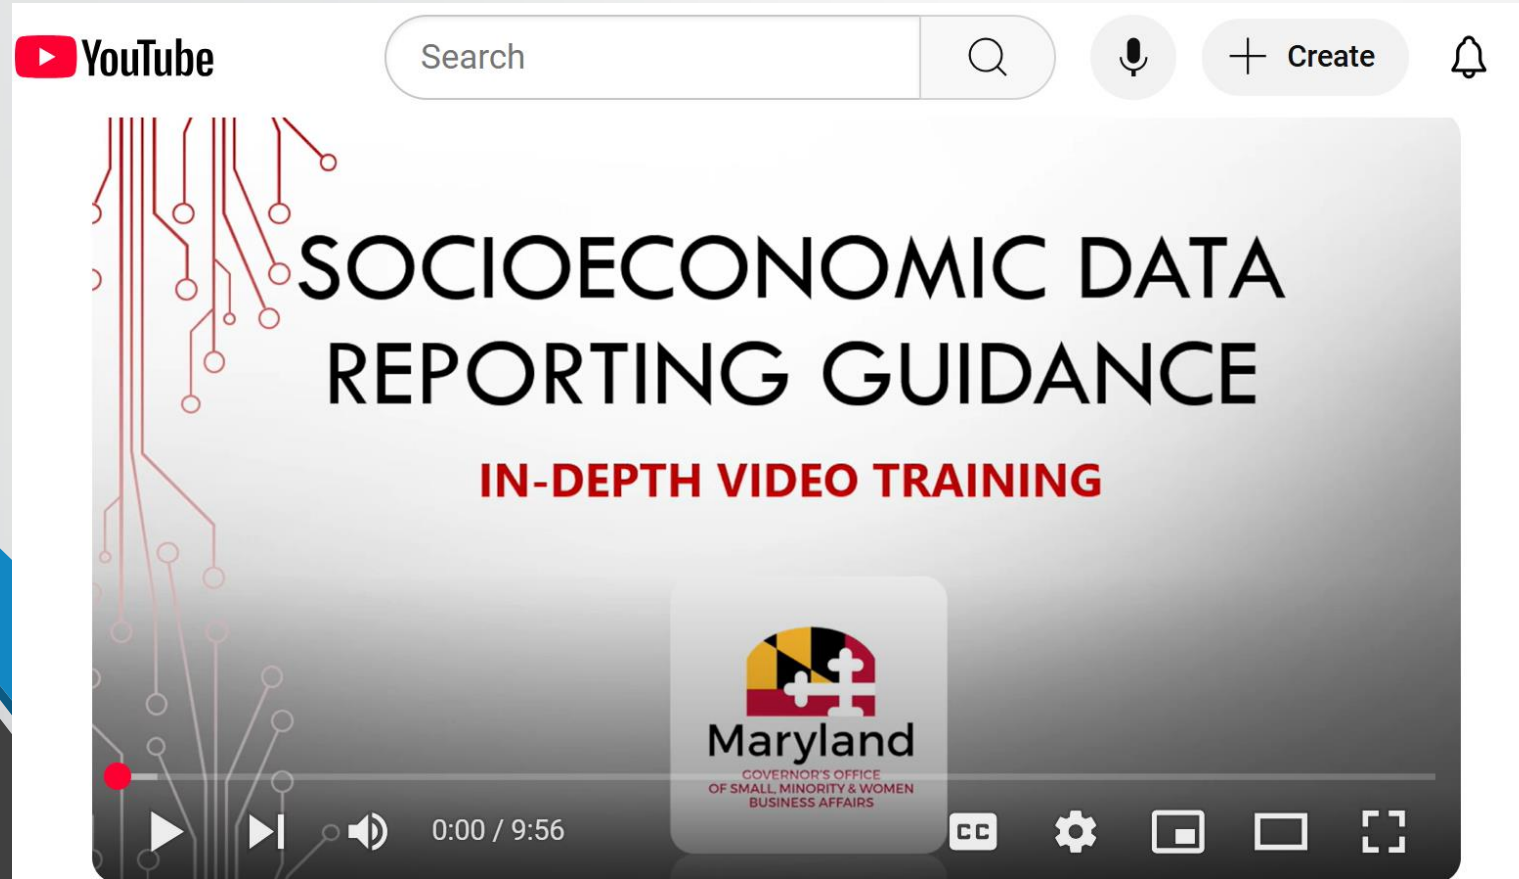 YouTube
Search
Create
SOCIOECONOMIC DATA
REPORTING GUIDANCE
IN-DEPTH VIDEO TRAINING
Maryland
GOVERNOR'S OFFICE
OF SMALL, MINORITY & WOMEN
BUSINESS AFFAIRS
0:00 / 9:56
CC